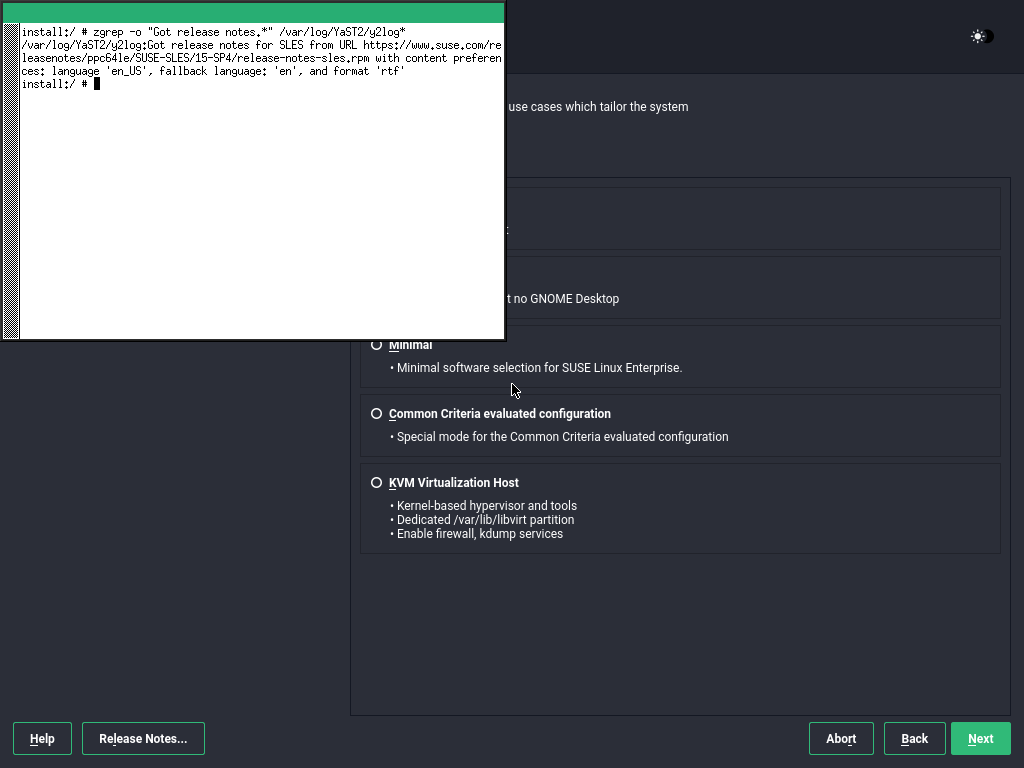 install:/ # zgrep -o "Got release notes.*" /var/log/YaST2/y2log*
/var/log/YaST2/y2log:Got release notes for SLES from URL https://www.suse.com/re
leasenotes/ppc64le/SUSE-SLES/15-SP4/release-notes-sles.rpm with content preferen
ces: language 'en_US', fallback language: 'en', and format 'rtf'
install:/ #
use cases which tailor the system
t no GNOME Desktop
Minimal
• Minimal software selection for SUSE Linux Enterprise.
Common Criteria evaluated configuration
• Special mode for the Common Criteria evaluated configuration
KVM Virtualization Host
• Kernel-based hypervisor and tools
• Dedicated /var/lib/libvirt partition
• Enable firewall, kdump services
Help Release Notes... Abort Back Next